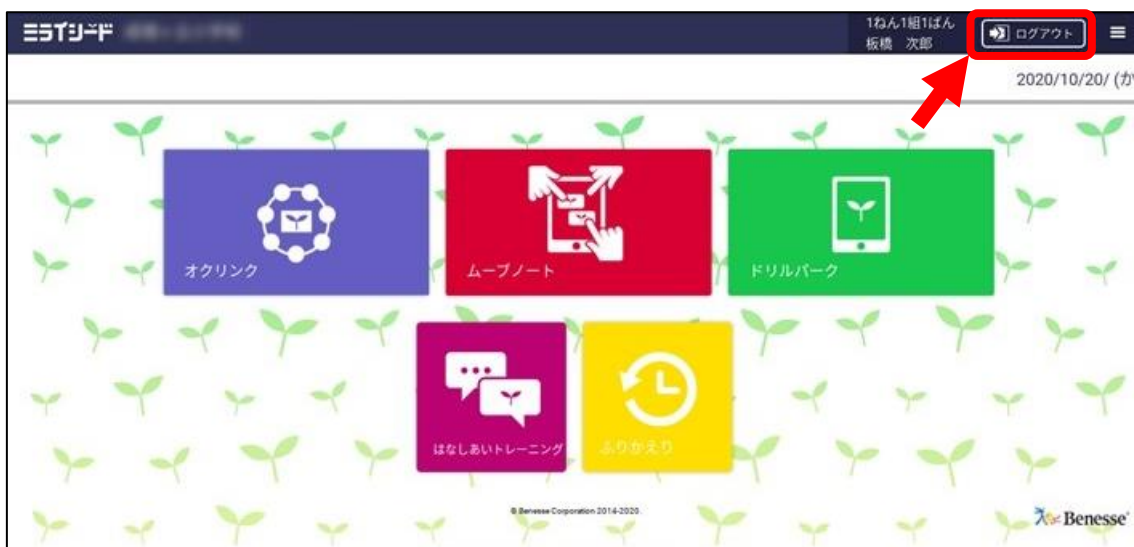 ミライシード
1ねん1組1ばん
板橋 次郎
ログアウト
2020/10/20/ (か
オクリンク
ムーブノート
ドリルパーク
はなしあいトレーニング
ふりかえり
© Benesse Corporation 2014-2020.
Benesse